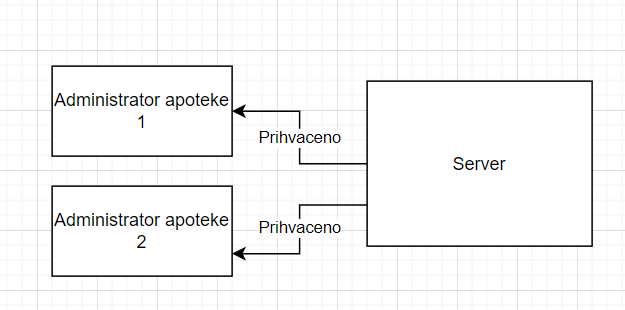 Administrator apoteke
1
Prihvaceno
Server
Administrator apoteke
2
Prihvaceno